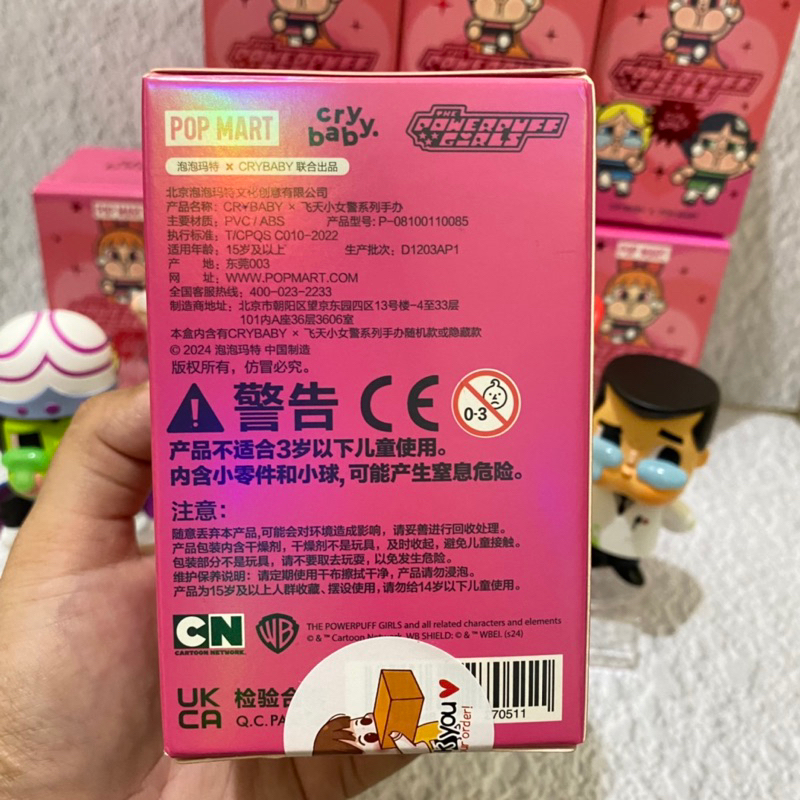 POP MART
cry baby.
THE POWERPUFF GIRLS
泡泡玛特 × CRYBABY 联合出品
北京泡泡玛特文化创意有限公司
产品名称: CRYBABY × 飞天小女警系列手办
主要材质: PVC / ABS 产品型号: P-08100110085
执行标准: T/CPQS C010-2022
适用年龄: 15岁及以上 生产批次: D1203AP1
产 地: 东莞003
网 址: WWW.POPMART.COM
全国客服热线: 400-023-2233
制造商地址: 北京市朝阳区望京东园四区13号楼-4至33层
101内A座36层3606室
本盒内含有CRYBABY × 飞天小女警系列手办随机款或隐藏款
© 2024 泡泡玛特 中国制造
版权所有，仿冒必究。
警告 CE 0-3
产品不适合3岁以下儿童使用。
内含小零件和小球, 可能产生窒息危险。
注意:
随意丢弃本产品, 可能会对环境造成影响，请妥善进行回收处理。
产品包装内含干燥剂，干燥剂不是玩具，及时收起，避免儿童接触。
包装部分不是玩具，请不要取去玩耍，以免发生危险。
维护保养说明: 请定期使用干布擦拭干净, 产品请勿浸泡。
产品为15岁及以上人群收藏、摆设使用, 请勿给14岁以下儿童使用。
CN
CARTOON NETWORK
WB
THE POWERPUFF GIRLS and all related characters and elements
© & ™ Cartoon Network. WB SHIELD: © & ™ WBEI. (s24)
UK
CA
检验合
Q.C.PA
you
order!
70511
POP MART
POWERPUFF
GIRLS
POP MART